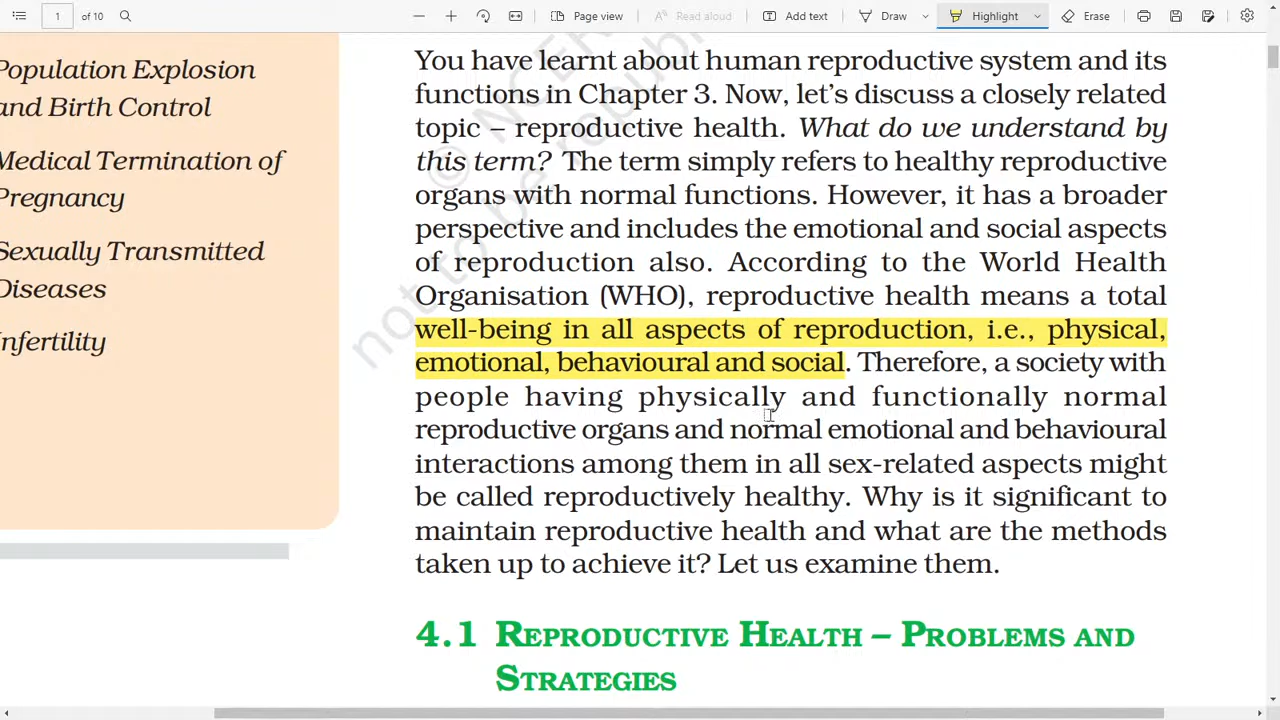 1 of 10 Page view Read aloud Add text Draw Highlight Erase
Population Explosion
and Birth Control
Medical Termination of
Pregnancy
Sexually Transmitted
Diseases
nfertility
© NCER
not to be republi
You have learnt about human reproductive system and its
functions in Chapter 3. Now, let’s discuss a closely related
topic – reproductive health. What do we understand by
this term? The term simply refers to healthy reproductive
organs with normal functions. However, it has a broader
perspective and includes the emotional and social aspects
of reproduction also. According to the World Health
Organisation (WHO), reproductive health means a total
well-being in all aspects of reproduction, i.e., physical,
emotional, behavioural and social. Therefore, a society with
people having physically and functionally normal
reproductive organs and normal emotional and behavioural
interactions among them in all sex-related aspects might
be called reproductively healthy. Why is it significant to
maintain reproductive health and what are the methods
taken up to achieve it? Let us examine them.
4.1 REPRODUCTIVE HEALTH – PROBLEMS AND
STRATEGIES